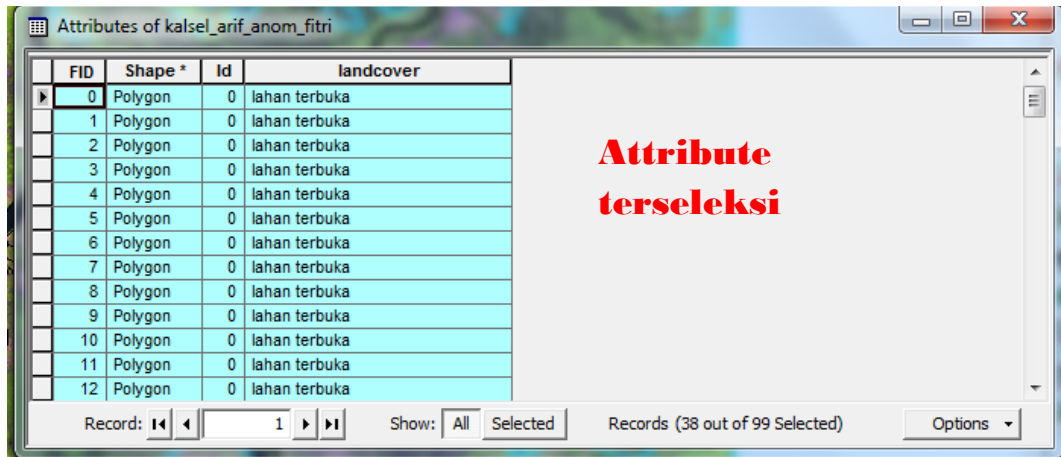 Attributes of kalsel_arif_anom_fitri
FID Shape * Id landcover
0 Polygon 0 lahan terbuka
1 Polygon 0 lahan terbuka
2 Polygon 0 lahan terbuka
3 Polygon 0 lahan terbuka
4 Polygon 0 lahan terbuka
5 Polygon 0 lahan terbuka
6 Polygon 0 lahan terbuka
7 Polygon 0 lahan terbuka
8 Polygon 0 lahan terbuka
9 Polygon 0 lahan terbuka
10 Polygon 0 lahan terbuka
11 Polygon 0 lahan terbuka
12 Polygon 0 lahan terbuka
Attribute
terseleksi
Record: 1 Show: All Selected Records (38 out of 99 Selected) Options